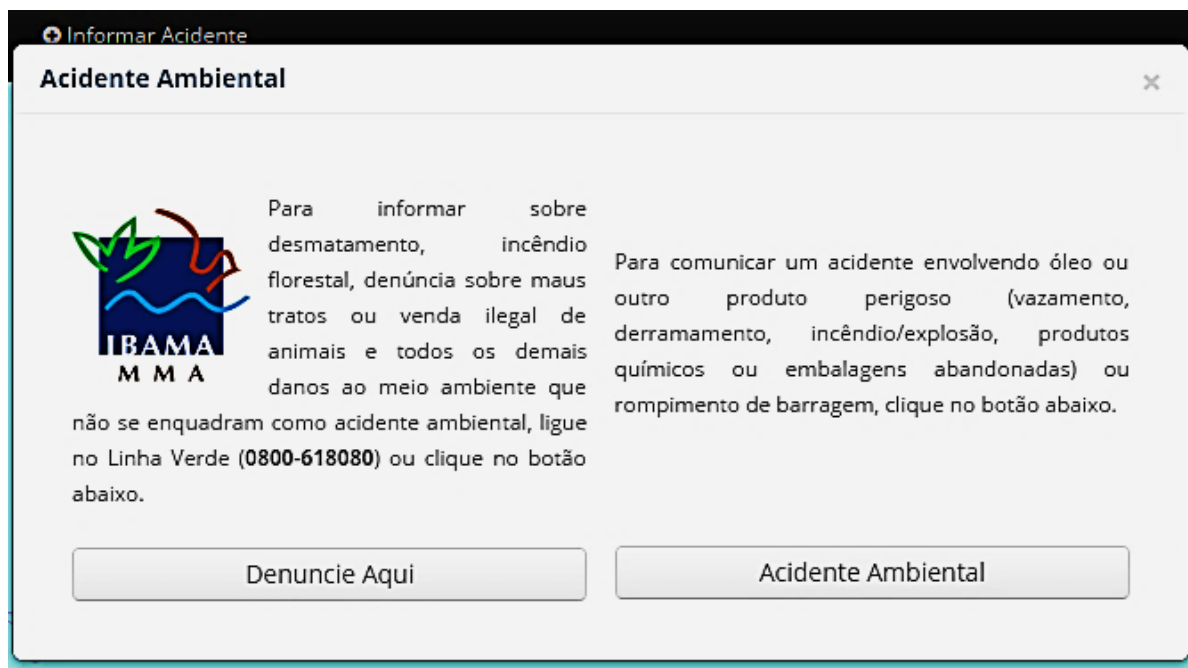 Informar Acidente
Acidente Ambiental
×
Para informar sobre
desmatamento, incêndio
florestal, denúncia sobre maus
tratos ou venda ilegal de
animais e todos os demais
danos ao meio ambiente que
não se enquadram como acidente ambiental, ligue
no Linha Verde (0800-618080) ou clique no botão
abaixo.
IBAMA
M M A
Denuncie Aqui
Para comunicar um acidente envolvendo óleo ou
outro produto perigoso (vazamento,
derramamento, incêndio/explosão, produtos
químicos ou embalagens abandonadas) ou
rompimento de barragem, clique no botão abaixo.
Acidente Ambiental